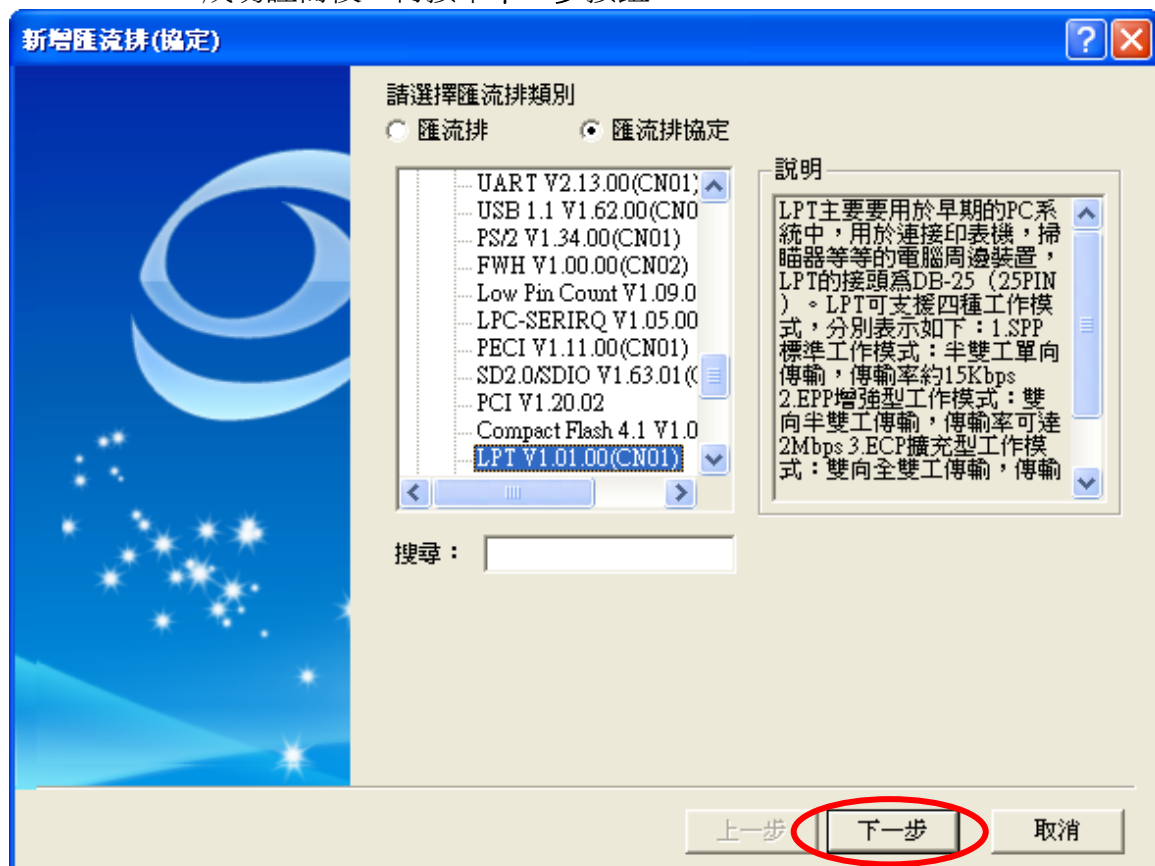 新增匯流排(協定)
請選擇匯流排類別
匯流排
匯流排協定
UART V2.13.00(CN01)
USB 1.1 V1.62.00(CN0
PS/2 V1.34.00(CN01)
FWH V1.00.00(CN02)
Low Pin Count V1.09.0
LPC-SERIRQ V1.05.00
PECI V1.11.00(CN01)
SD2.0/SDIO V1.63.01(
PCI V1.20.02
Compact Flash 4.1 V1.0
LPT V1.01.00(CN01)
說明
LPT主要要用於早期的PC系
統中，用於連接印表機，掃
瞄器等等的電腦周邊裝置，
LPT的接頭為DB-25（25PIN
）。LPT可支援四種工作模
式，分別表示如下：1.SPP
標準工作模式：半雙工單向
傳輸，傳輸率約15Kbps
2.EPP增強型工作模式：雙
向半雙工傳輸，傳輸率可達
2Mbps 3.ECP擴充型工作模
式：雙向全雙工傳輸，傳輸
搜尋：
上一步
下一步
取消